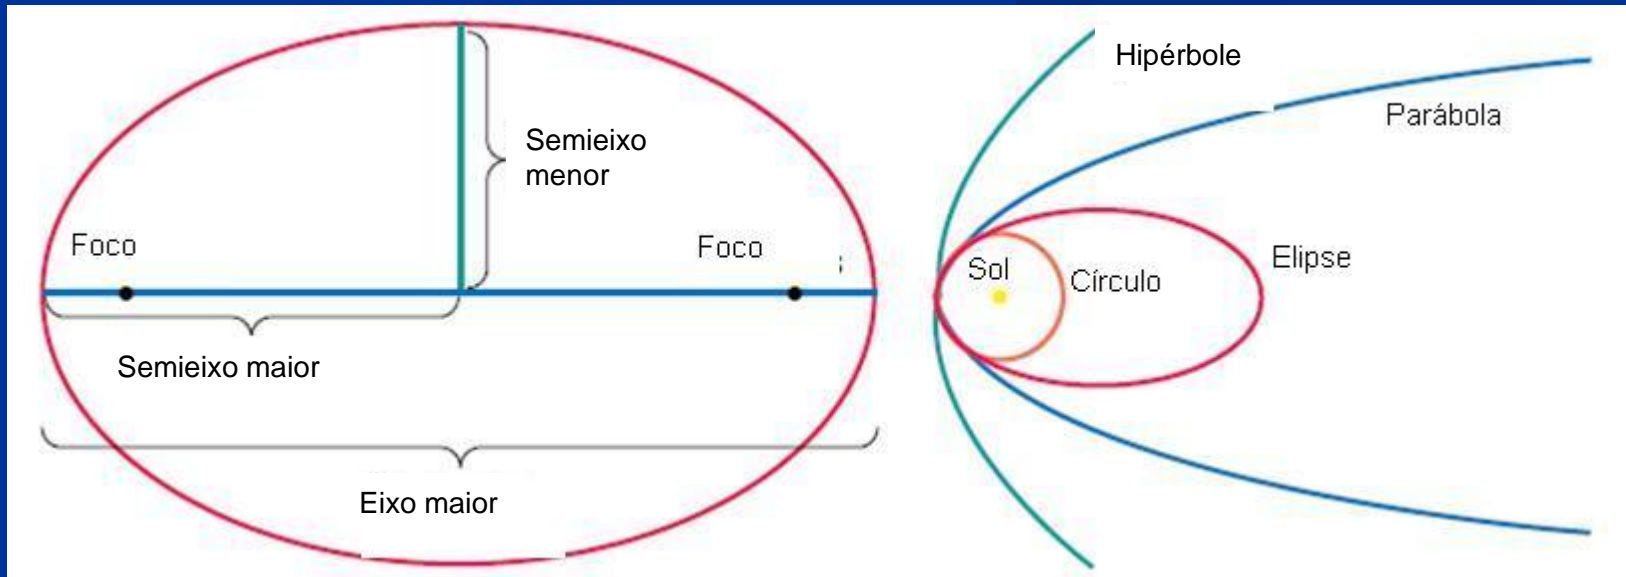 Semieixo
menor
Foco
Foco
Semieixo maior
Eixo maior
Hipérbole
Parábola
Sol
Círculo
Elipse